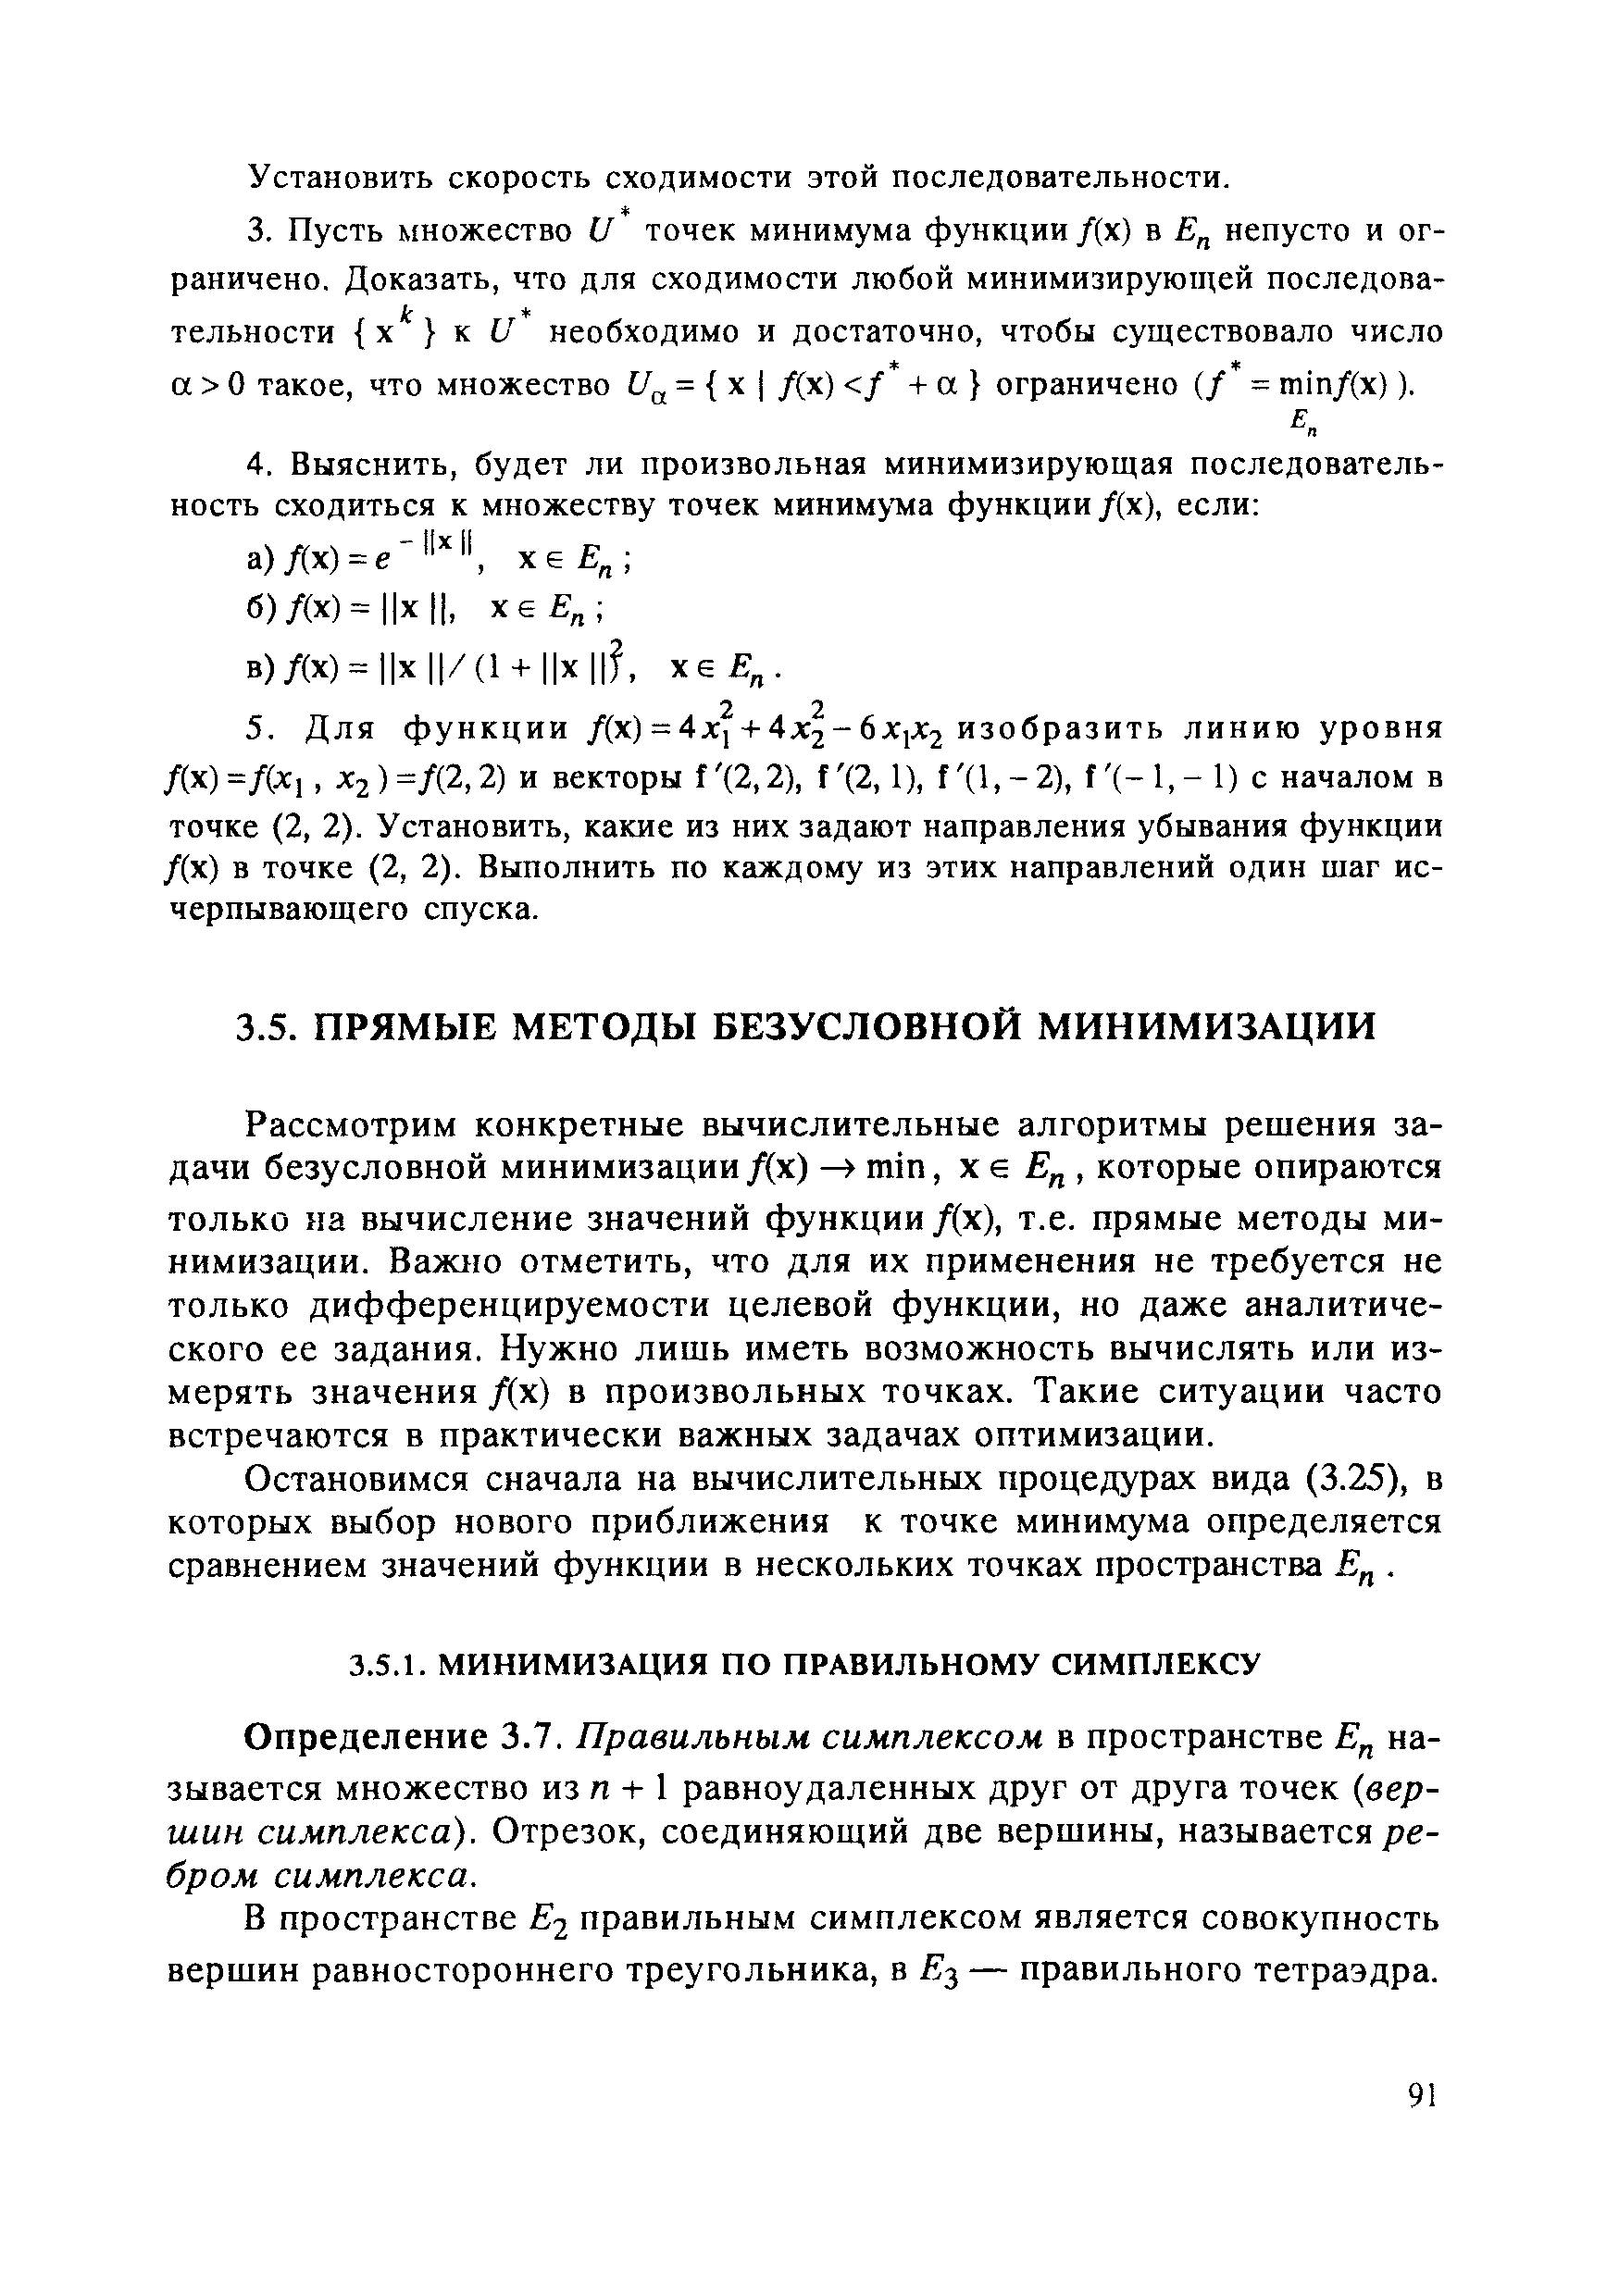 Установить скорость сходимости этой последовательности.
3. Пусть множество U* точек минимума функции f(x) в Eₙ непусто и ог-
раничено. Доказать, что для сходимости любой минимизирующей последова-
тельности { xᵏ } к U* необходимо и достаточно, чтобы существовало число
α > 0 такое, что множество U_α = { x | f(x) < f* + α } ограничено (f* = minf(x) ).
Eₙ
4. Выяснить, будет ли произвольная минимизирующая последователь-
ность сходиться к множеству точек минимума функции f(x), если:
а) f(x) = e^{-||x||}, x ∈ Eₙ ;
б) f(x) = ||x ||, x ∈ Eₙ ;
в) f(x) = ||x ||/ (1 + ||x ||)², x ∈ Eₙ .
5. Для функции f(x) = 4x₁² + 4x₂² – 6x₁x₂ изобразить линию уровня
f(x) = f(x₁ , x₂ ) = f(2, 2) и векторы f ′(2, 2), f ′(2, 1), f ′(1, – 2), f ′(– 1, – 1) с началом в
точке (2, 2). Установить, какие из них задают направления убывания функции
f(x) в точке (2, 2). Выполнить по каждому из этих направлений один шаг ис-
черпывающего спуска.
3.5. ПРЯМЫЕ МЕТОДЫ БЕЗУСЛОВНОЙ МИНИМИЗАЦИИ
Рассмотрим конкретные вычислительные алгоритмы решения за-
дачи безусловной минимизации f(x) → min, x ∈ Eₙ , которые опираются
только на вычисление значений функции f(x), т.е. прямые методы ми-
нимизации. Важно отметить, что для их применения не требуется не
только дифференцируемости целевой функции, но даже аналитиче-
ского ее задания. Нужно лишь иметь возможность вычислять или из-
мерять значения f(x) в произвольных точках. Такие ситуации часто
встречаются в практически важных задачах оптимизации.
Остановимся сначала на вычислительных процедурах вида (3.25), в
которых выбор нового приближения к точке минимума определяется
сравнением значений функции в нескольких точках пространства Eₙ .
3.5.1. МИНИМИЗАЦИЯ ПО ПРАВИЛЬНОМУ СИМПЛЕКСУ
Определение 3.7. Правильным симплексом в пространстве Eₙ на-
зывается множество из n + 1 равноудаленных друг от друга точек (вер-
шин симплекса). Отрезок, соединяющий две вершины, называется ре-
бром симплекса.
В пространстве E₂ правильным симплексом является совокупность
вершин равностороннего треугольника, в E₃ — правильного тетраэдра.
91